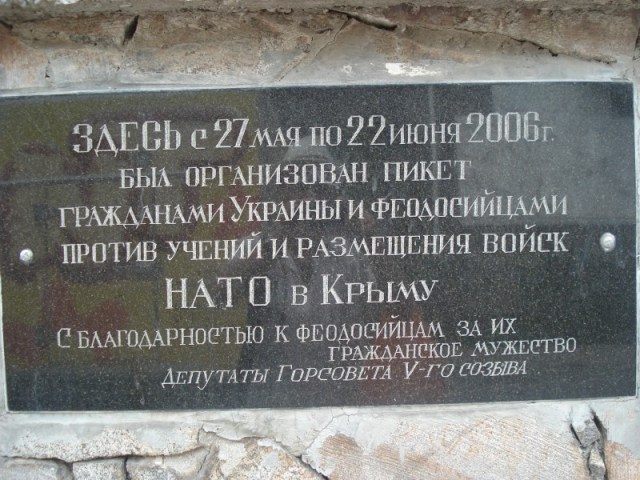 ЗДЕСЬ с 27 мая по 22 июня 2006 г.
БЫЛ ОРГАНИЗОВАН ПИКЕТ
ГРАЖДАНАМИ УКРАИНЫ И ФЕОДОСИЙЦАМИ
ПРОТИВ УЧЕНИЙ И РАЗМЕЩЕНИЯ ВОЙСК
НАТО в КРЫМУ
С БЛАГОДАРНОСТЬЮ К ФЕОДОСИЙЦАМ ЗА ИХ
ГРАЖДАНСКОЕ МУЖЕСТВО
ДЕПУТАТЫ ГОРСОВЕТА V-ГО СОЗЫВА